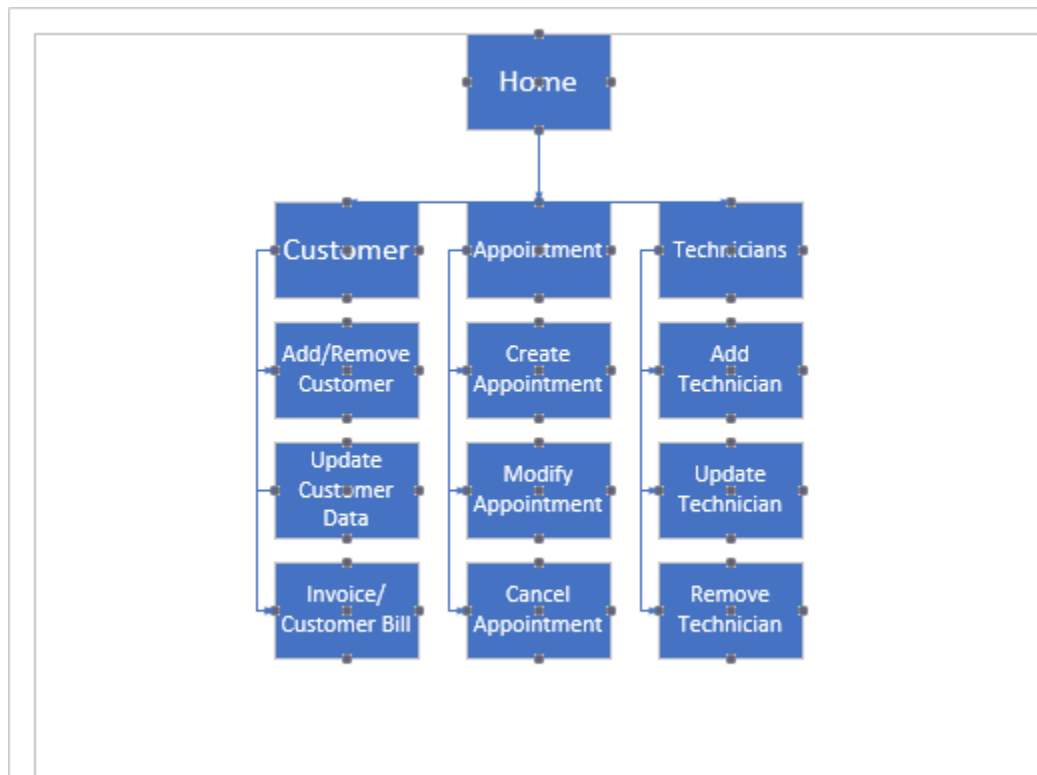 Home
Customer
Appointment
Technicians
Add/Remove
Customer
Create
Appointment
Add
Technician
Update
Customer
Data
Modify
Appointment
Update
Technician
Invoice/
Customer Bill
Cancel
Appointment
Remove
Technician